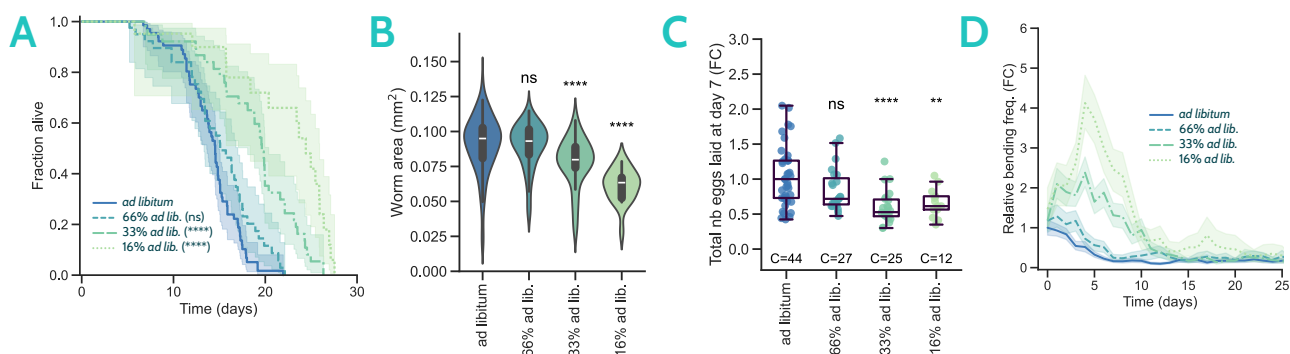 A
Fraction alive
1.0
0.8
0.6
0.4
0.2
0.0
0
10
20
30
Time (days)
ad libitum
66% ad lib. (ns)
33% ad lib. (****)
16% ad lib. (****)
B
Worm area (mm²)
0.150
0.125
0.100
0.075
0.050
0.025
0.000
ns
****
****
ad libitum
66% ad lib.
33% ad lib.
16% ad lib.
C
Total nb eggs laid at day 7 (FC)
3.0
2.5
2.0
1.5
1.0
0.5
0.0
ns
****
**
C=44
C=27
C=25
C=12
ad libitum
66% ad lib.
33% ad lib.
16% ad lib.
D
Relative bending freq. (FC)
6
4
2
0
0
5
10
15
20
25
Time (days)
ad libitum
66% ad lib.
33% ad lib.
16% ad lib.